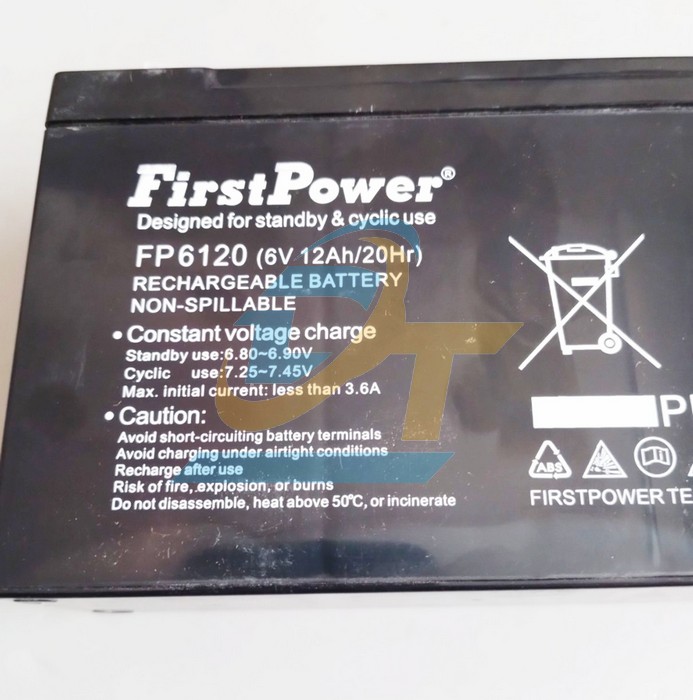 FirstPower®
Designed for standby & cyclic use
FP6120 (6V 12Ah/20Hr)
RECHARGEABLE BATTERY
NON-SPILLABLE
• Constant voltage charge
Standby use:6.80~6.90V
Cyclic use:7.25~7.45V
Max. initial current: less than 3.6A
• Caution:
Avoid short-circuiting battery terminals
Avoid charging under airtight conditions
Recharge after use
Risk of fire, .explosion, or burns
Do not disassemble, heat above 50℃, or incinerate
ABS
FIRSTPOWER